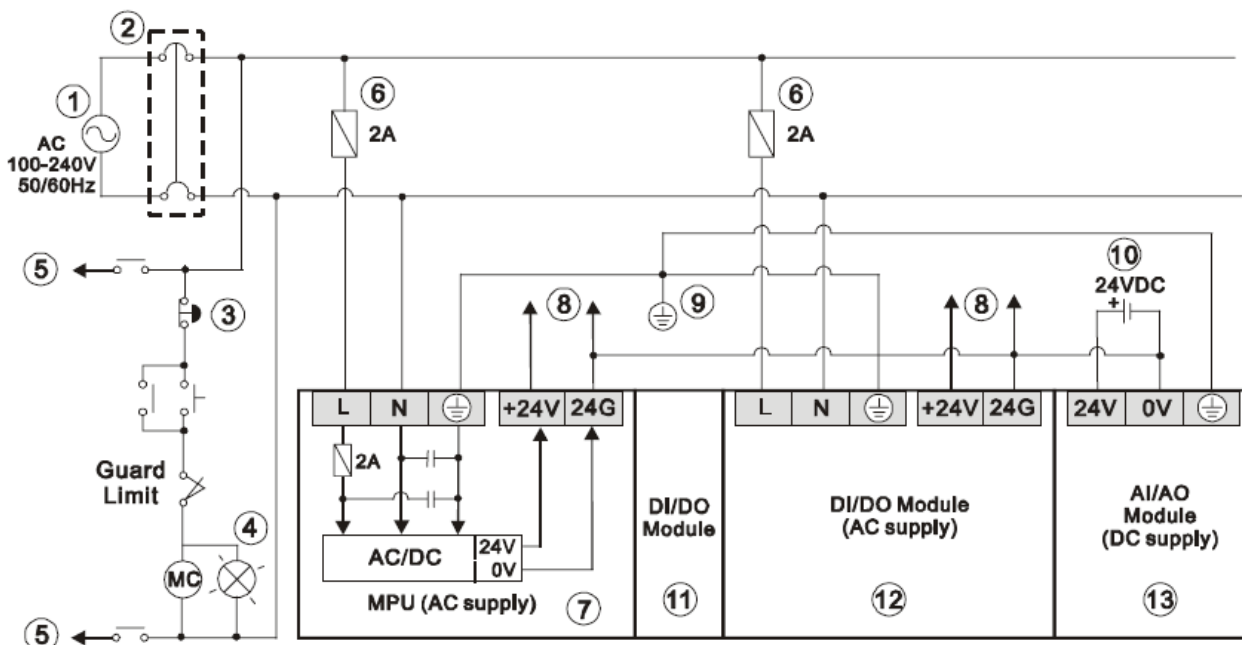 2
1
AC
100-240V
50/60Hz
6
2A
6
2A
5
3
8
9
8
10
24VDC
+
L N +24V 24G
L N +24V 24G
24V 0V
2A
Guard
Limit
4
MC
AC/DC
24V
0V
MPU (AC supply)
7
DI/DO
Module
11
DI/DO Module
(AC supply)
12
AI/AO
Module
(DC supply)
13
5